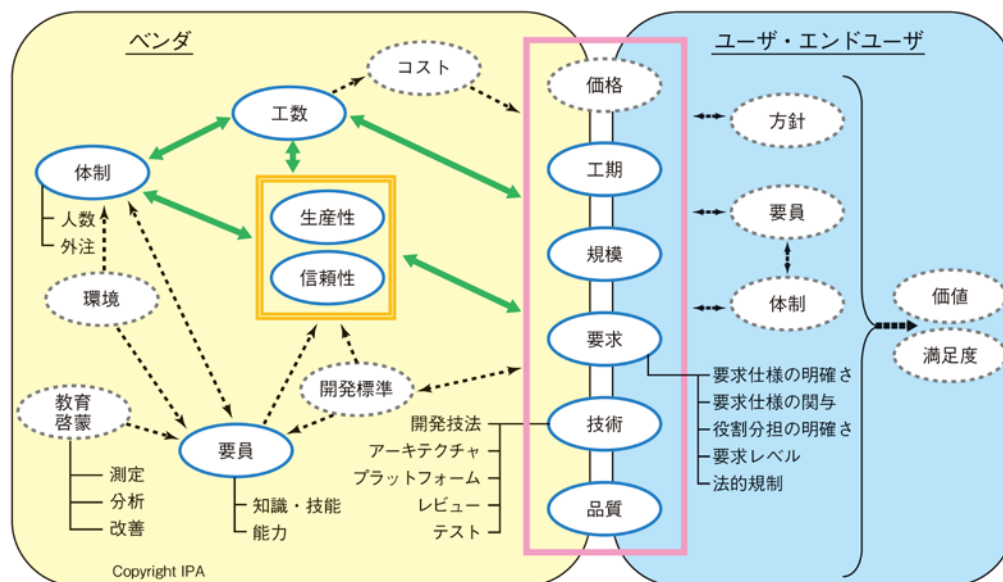 ベンダ
ユーザ・エンドユーザ
コスト
価格
工数
方針
体制
人数
外注
工期
生産性
信頼性
要員
規模
環境
体制
価値
満足度
要求
開発標準
教育
啓蒙
要員
測定
分析
改善
知識・技能
能力
開発技法
アーキテクチャ
プラットフォーム
レビュー
テスト
技術
品質
要求仕様の明確さ
要求仕様の関与
役割分担の明確さ
要求レベル
法的規制
Copyright IPA